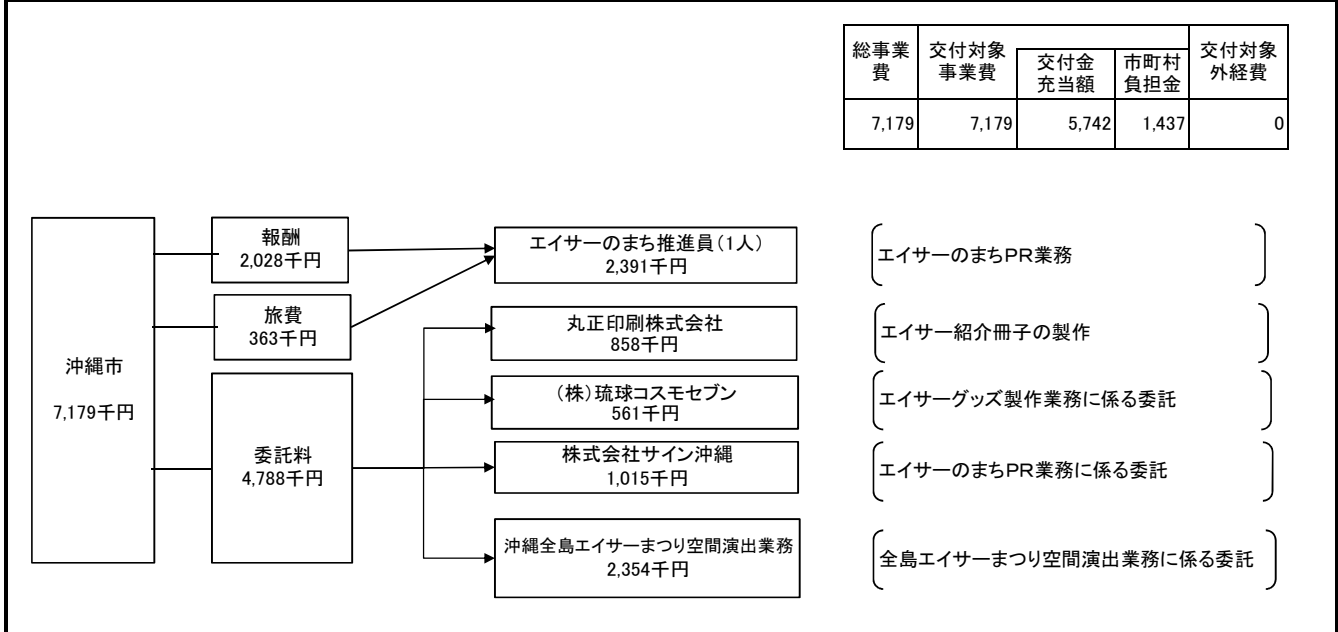 総事業
費
交付対象
事業費
交付金
充当額
市町村
負担金
交付対象
外経費
7,179
7,179
5,742
1,437
0
沖縄市
7,179千円
報酬
2,028千円
旅費
363千円
委託料
4,788千円
エイサーのまち推進員(1人)
2,391千円
エイサーのまちPR業務
丸正印刷株式会社
858千円
エイサー紹介冊子の製作
(株)琉球コスモセブン
561千円
エイサーグッズ製作業務に係る委託
株式会社サイン沖縄
1,015千円
エイサーのまちPR業務に係る委託
沖縄全島エイサーまつり空間演出業務
2,354千円
全島エイサーまつり空間演出業務に係る委託